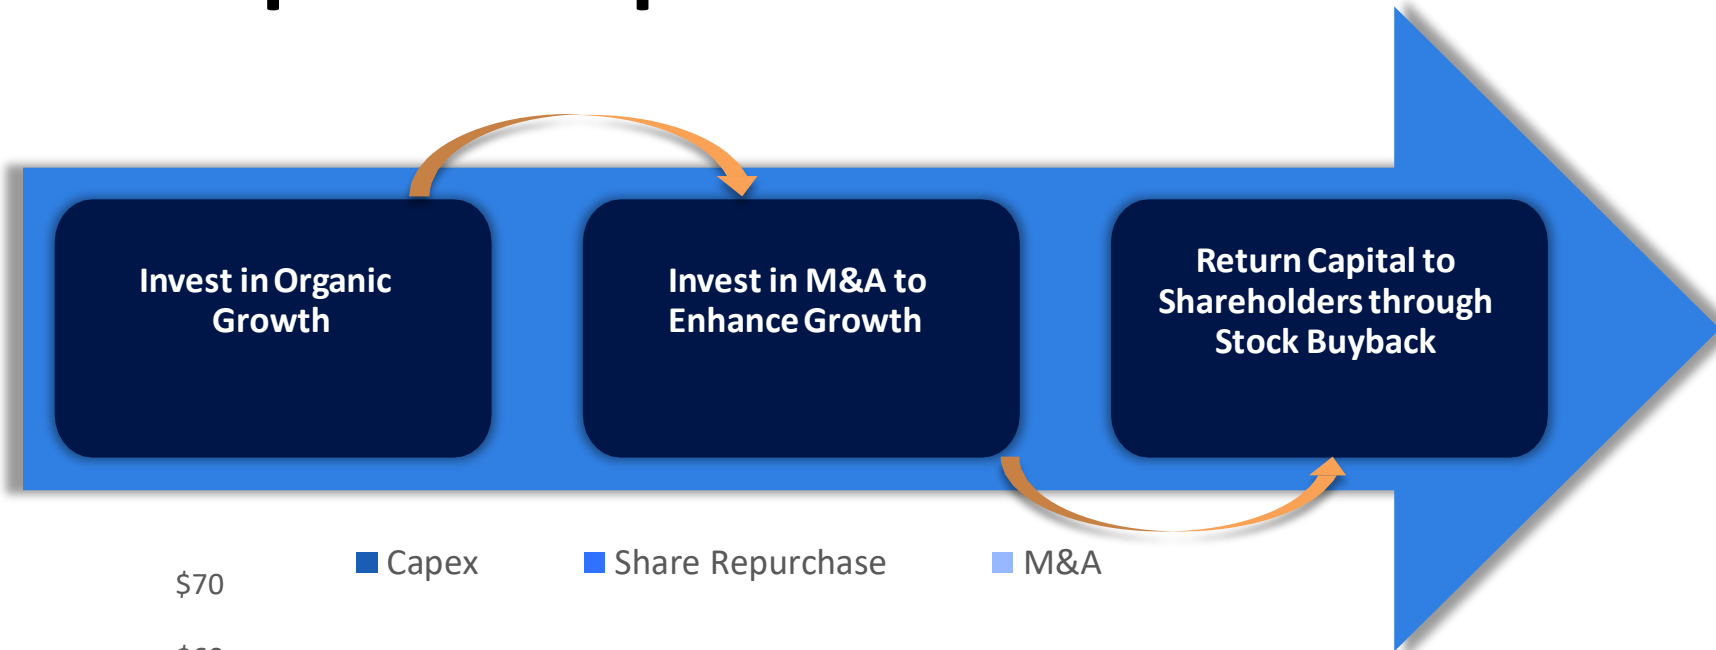 Invest in Organic
Growth
Invest in M&A to
Enhance Growth
Return Capital to
Shareholders through
Stock Buyback
Capex
Share Repurchase
M&A
$70